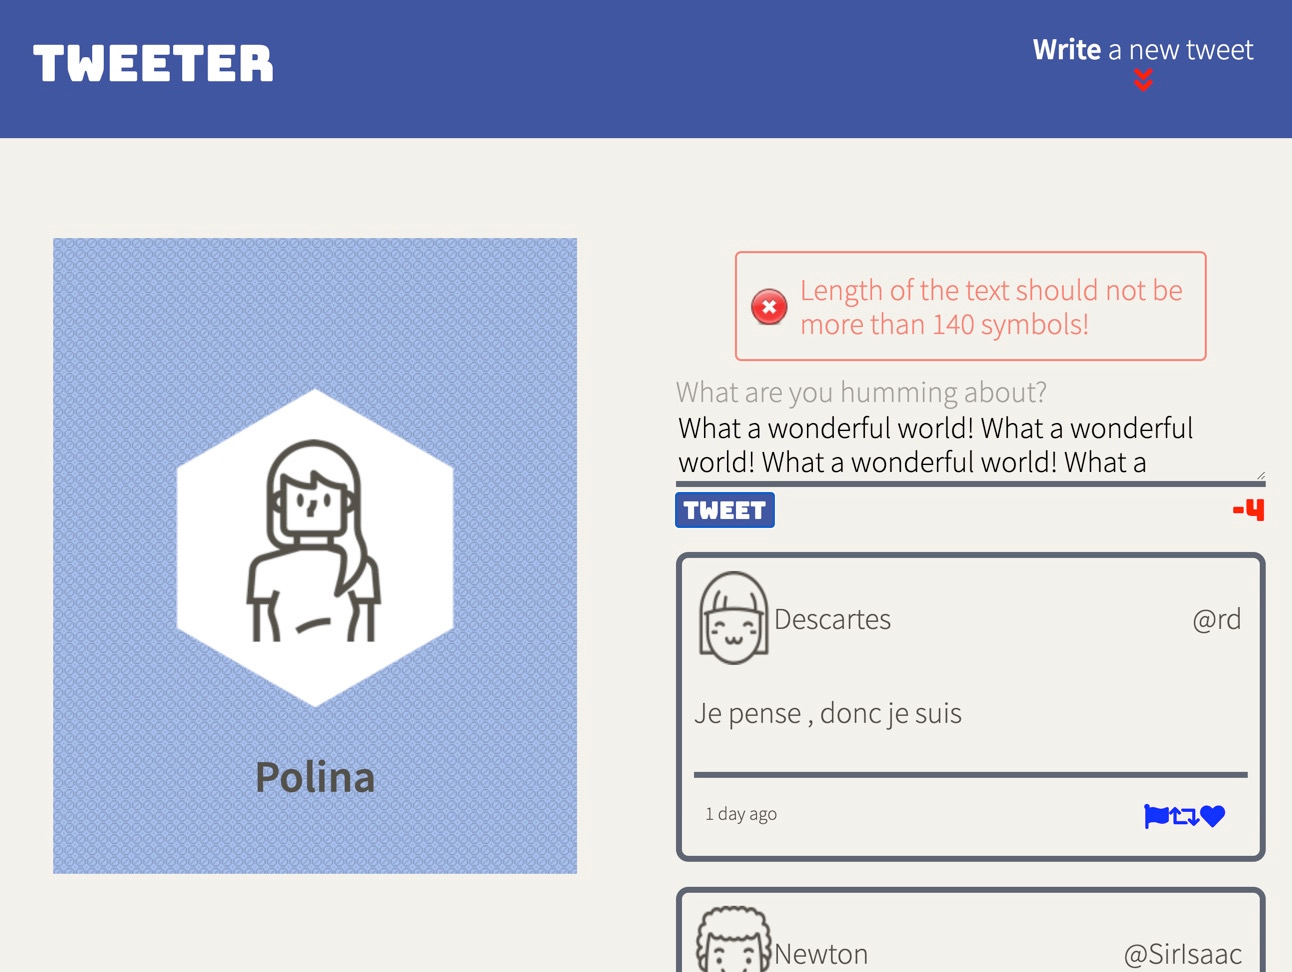 TWEETER
Write a new tweet
Polina
Length of the text should not be
more than 140 symbols!
What are you humming about?
What a wonderful world! What a wonderful
world! What a wonderful world! What a
TWEET
-4
Descartes
@rd
Je pense , donc je suis
1 day ago
Newton
@SirIsaac